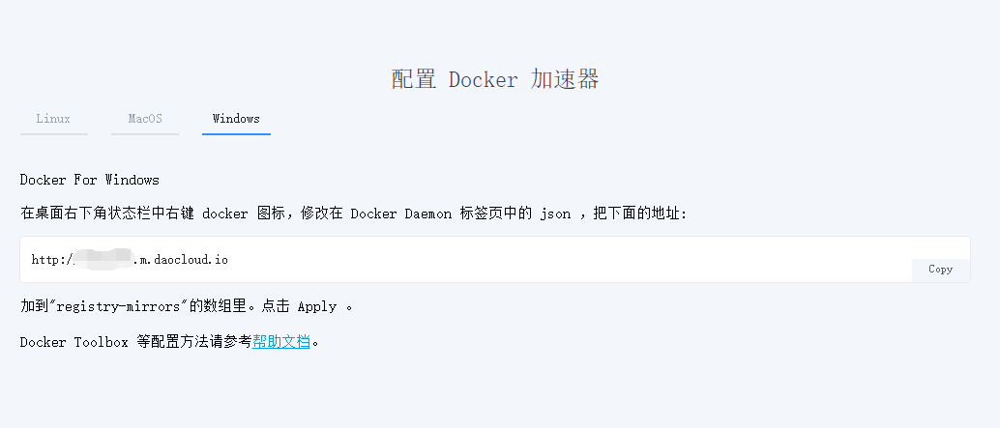 配置 Docker 加速器
Linux MacOS Windows
Docker For Windows
在桌面右下角状态栏中右键 docker 图标，修改在 Docker Daemon 标签页中的 json ，把下面的地址:
http:/ .m.daocloud.io
Copy
加到"registry-mirrors"的数组里。点击 Apply 。
Docker Toolbox 等配置方法请参考帮助文档。